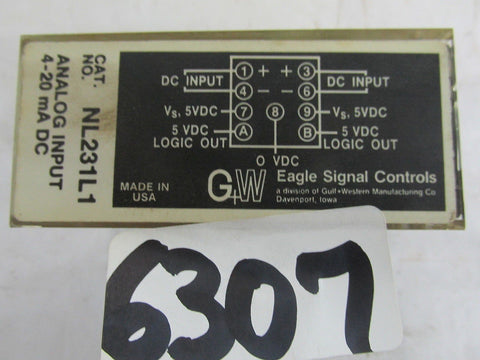 CAT. NO. NL231L1
ANALOG INPUT
4-20 mA DC
DC INPUT 1 + + 3 DC INPUT
4 – – 6
Vs, 5VDC 7 8 9 Vs, 5VDC
5 VDC LOGIC OUT A B 5 VDC LOGIC OUT
0 VDC
MADE IN
USA
G+W
Eagle Signal Controls
a division of Gulf+Western Manufacturing Co
Davenport, Iowa
6307